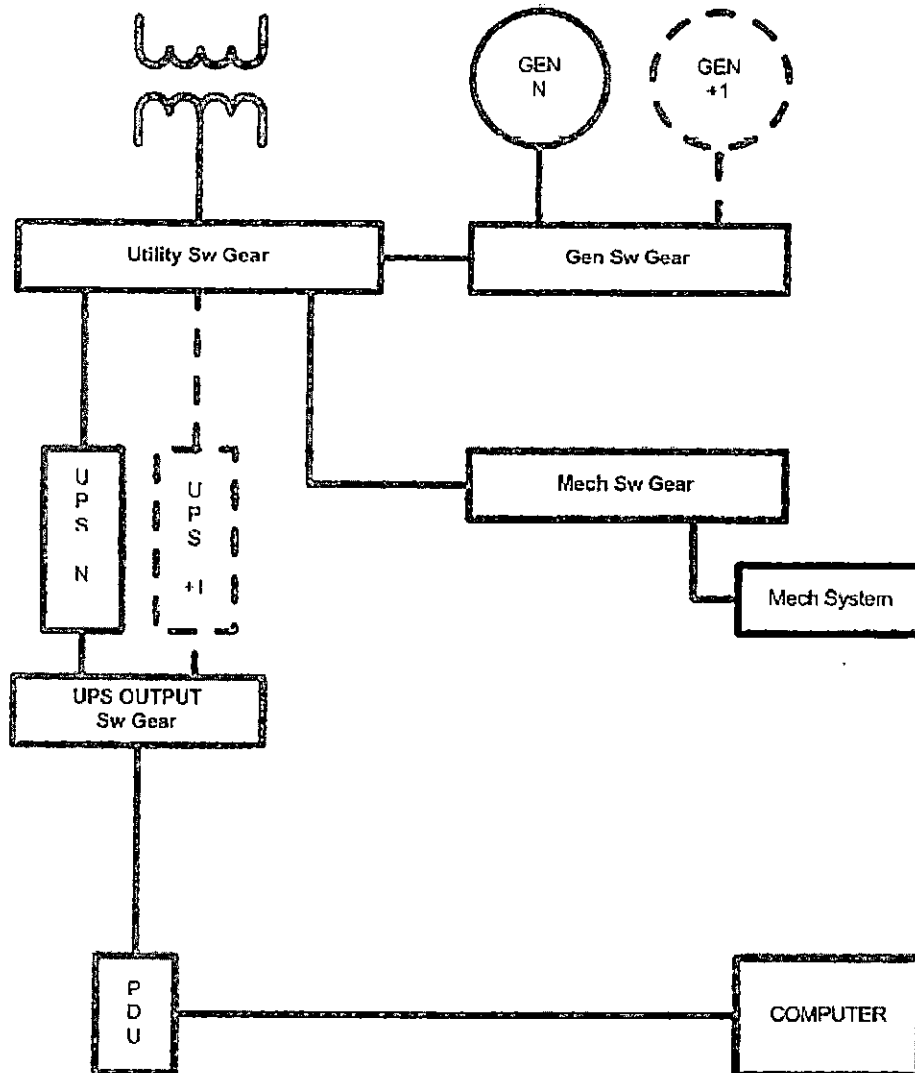 GEN
N
GEN
+1
Utility Sw Gear
Gen Sw Gear
U
P
S
N
U
P
S
+1
Mech Sw Gear
Mech System
UPS OUTPUT
Sw Gear
P
D
U
COMPUTER